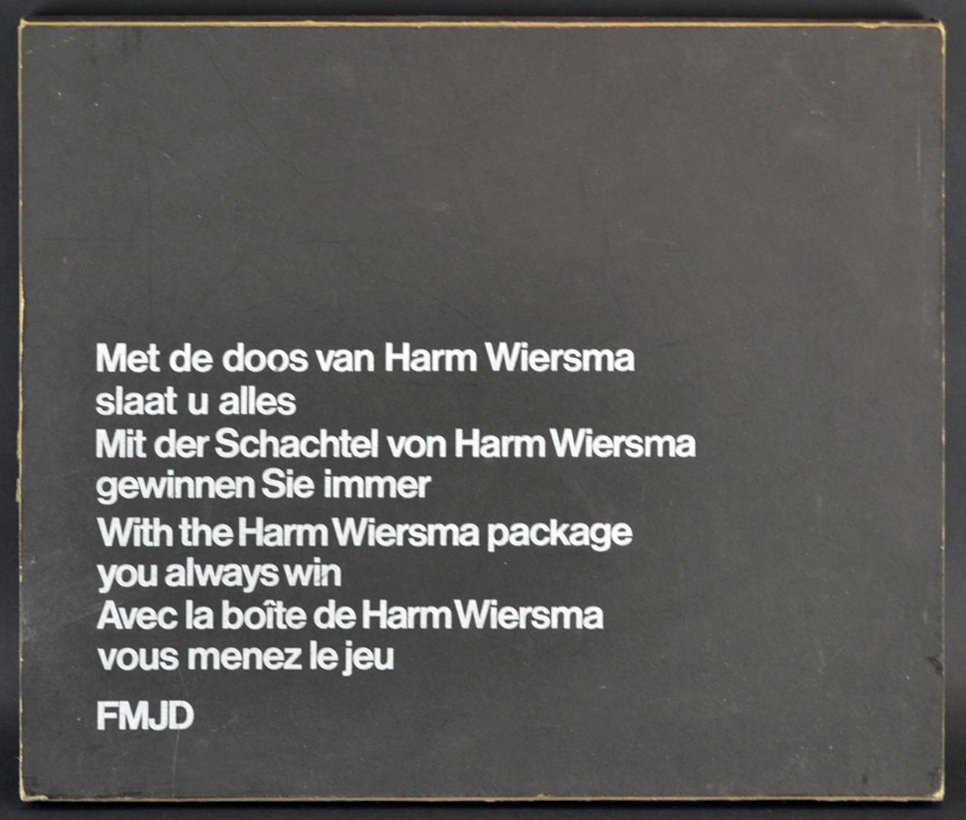 Met de doos van Harm Wiersma
slaat u alles
Mit der Schachtel von Harm Wiersma
gewinnen Sie immer
With the Harm Wiersma package
you always win
Avec la boîte de Harm Wiersma
vous menez le jeu
FMJD